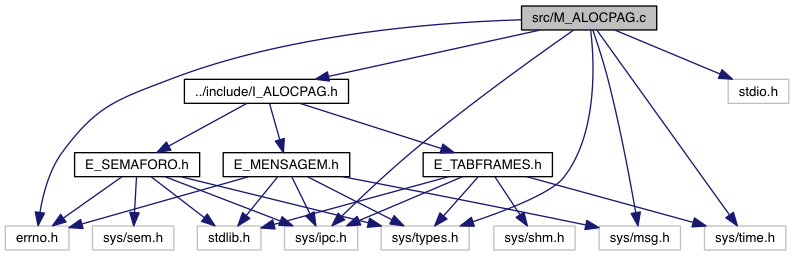 src/M_ALOCPAG.c
../include/I_ALOCPAG.h
stdio.h
E_SEMAFORO.h
E_MENSAGEM.h
E_TABFRAMES.h
errno.h
sys/sem.h
stdlib.h
sys/ipc.h
sys/types.h
sys/shm.h
sys/msg.h
sys/time.h